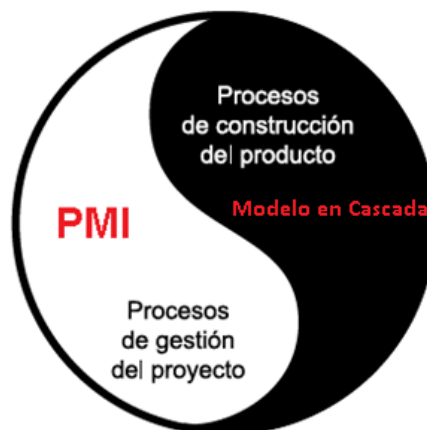 Procesos
de construcción
del producto
Modelo en Cascada
PMI
Procesos
de gestión
del proyecto